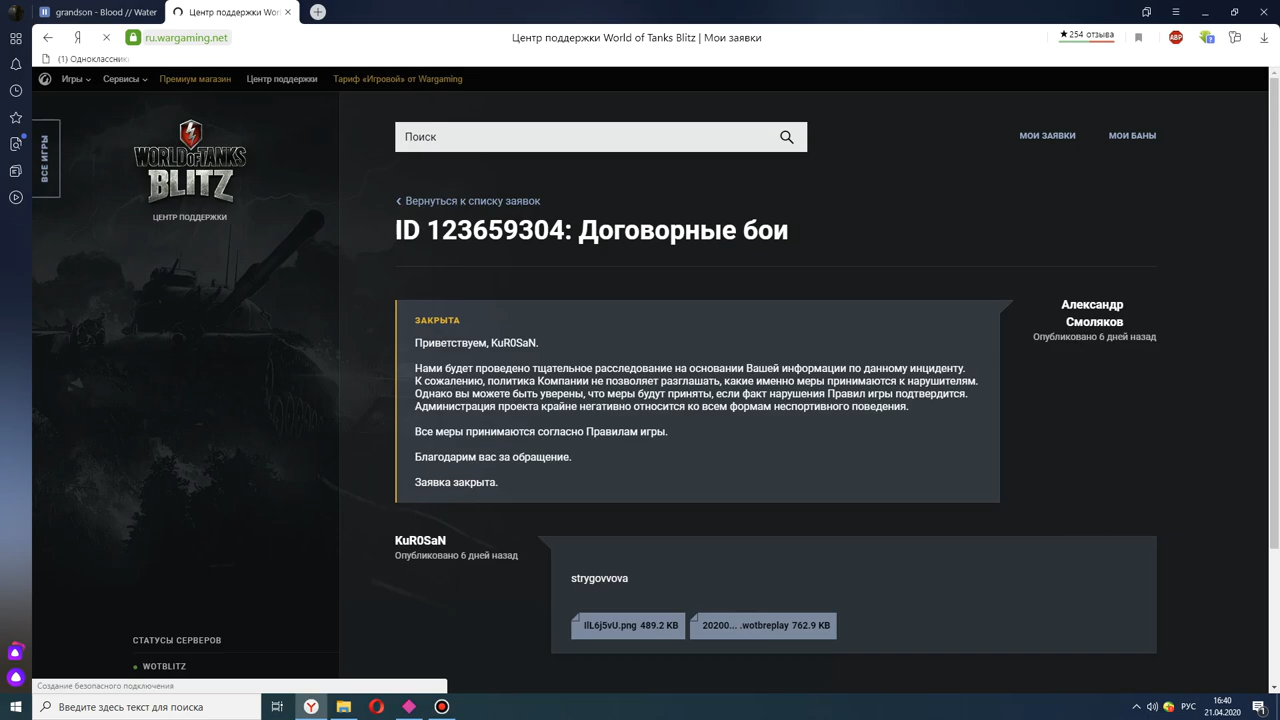 grandson - Blood // Water
Центр поддержки Worl
ru.wargaming.net
Центр поддержки World of Tanks Blitz | Мои заявки
★254 отзыва
ABP
(1) Одноклассник
Игры
Сервисы
Премиум магазин
Центр поддержки
Тариф «Игровой» от Wargaming
ВСЕ ИГРЫ
WORLD OF TANKS
BLITZ
ЦЕНТР ПОДДЕРЖКИ
Поиск
МОИ ЗАЯВКИ
МОИ БАНЫ
Вернуться к списку заявок
ID 123659304: Договорные бои
ЗАКРЫТА
Приветствуем, KuR0SaN.
Нами будет проведено тщательное расследование на основании Вашей информации по данному инциденту.
К сожалению, политика Компании не позволяет разглашать, какие именно меры принимаются к нарушителям.
Однако вы можете быть уверены, что меры будут приняты, если факт нарушения Правил игры подтвердится.
Администрация проекта крайне негативно относится ко всем формам неспортивного поведения.
Все меры принимаются согласно Правилам игры.
Благодарим вас за обращение.
Заявка закрыта.
Александр
Смоляков
Опубликовано 6 дней назад
KuR0SaN
Опубликовано 6 дней назад
strygovvova
IlL6j5vU.png 489.2 KB
20200... .wotbreplay 762.9 KB
СТАТУСЫ СЕРВЕРОВ
WOTBLITZ
Создание безопасного подключения
Введите здесь текст для поиска
РУС
16:40
21.04.2020